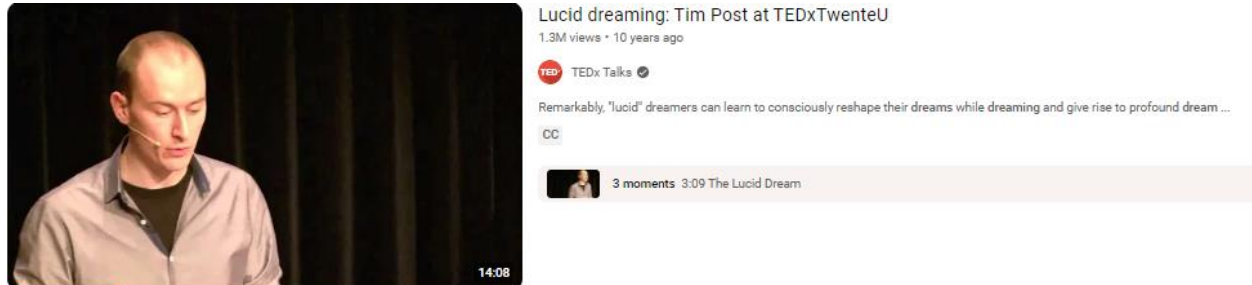 14:08
Lucid dreaming: Tim Post at TEDxTwenteU
1.3M views • 10 years ago
TEDx TEDx Talks
Remarkably, "lucid" dreamers can learn to consciously reshape their dreams while dreaming and give rise to profound dream ...
CC
3 moments 3:09 The Lucid Dream